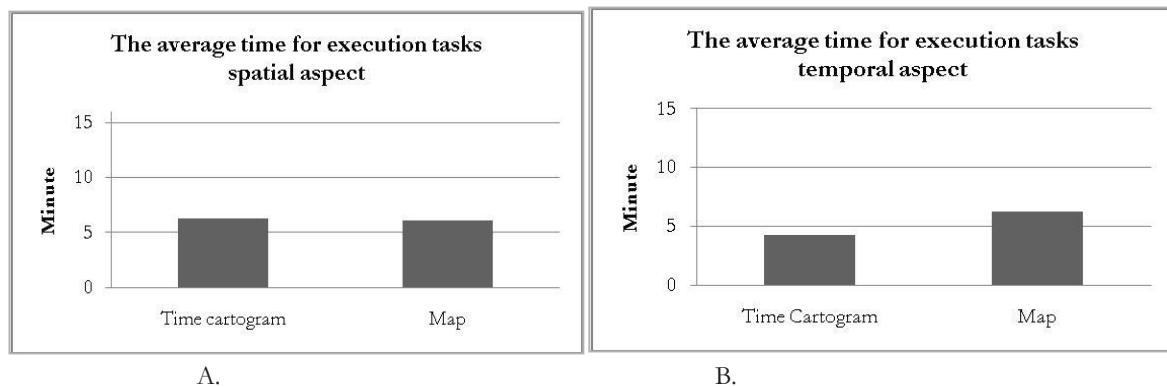 The average time for execution tasks
spatial aspect
15
10
5
0
Minute
Time cartogram
Map
A.
The average time for execution tasks
temporal aspect
15
10
5
0
Minute
Time Cartogram
Map
B.